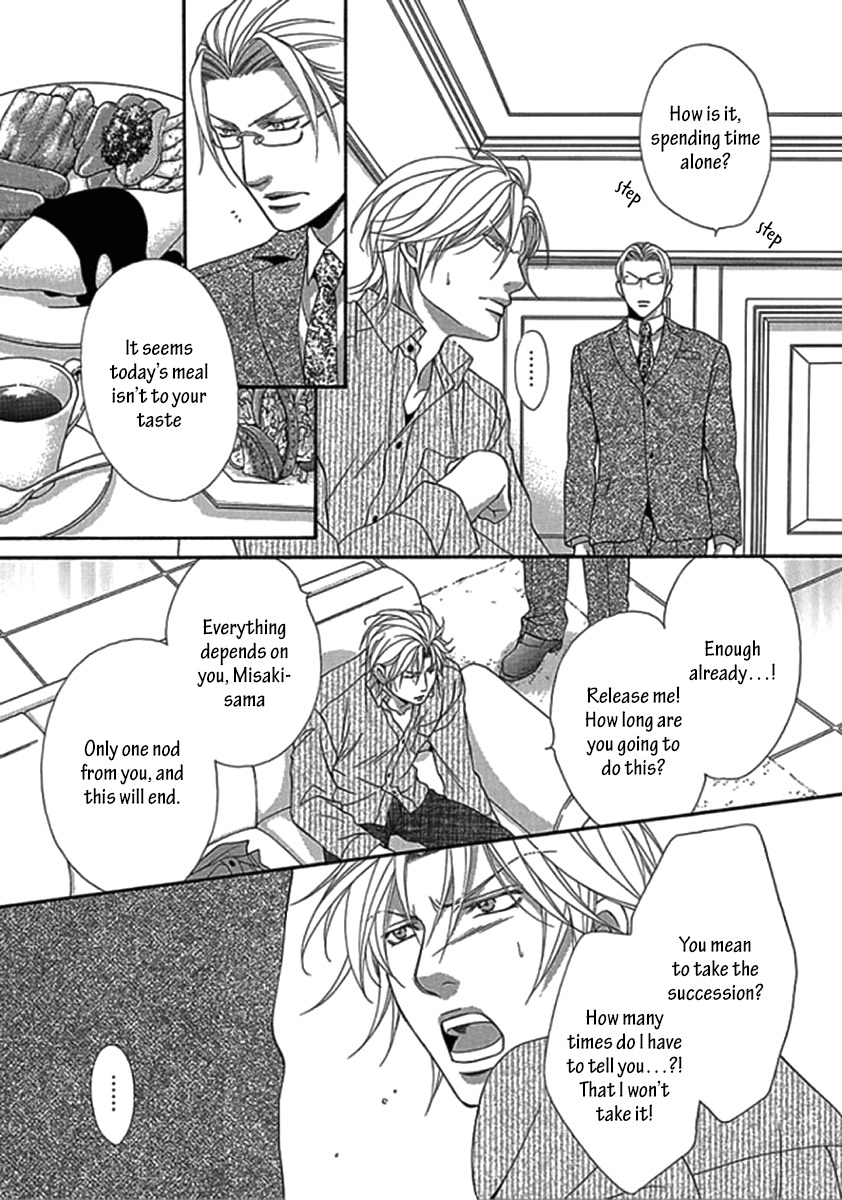 How is it,
spending time
alone?
step
step
......
It seems
today's meal
isn't to your
taste
Enough
already...!
Release me!
How long are
you going to
do this?
Everything
depends on
you, Misaki-
sama
Only one nod
from you, and
this will end.
You mean
to take the
succession?
How many
times do I have
to tell you...?!
That I won't
take it!
......